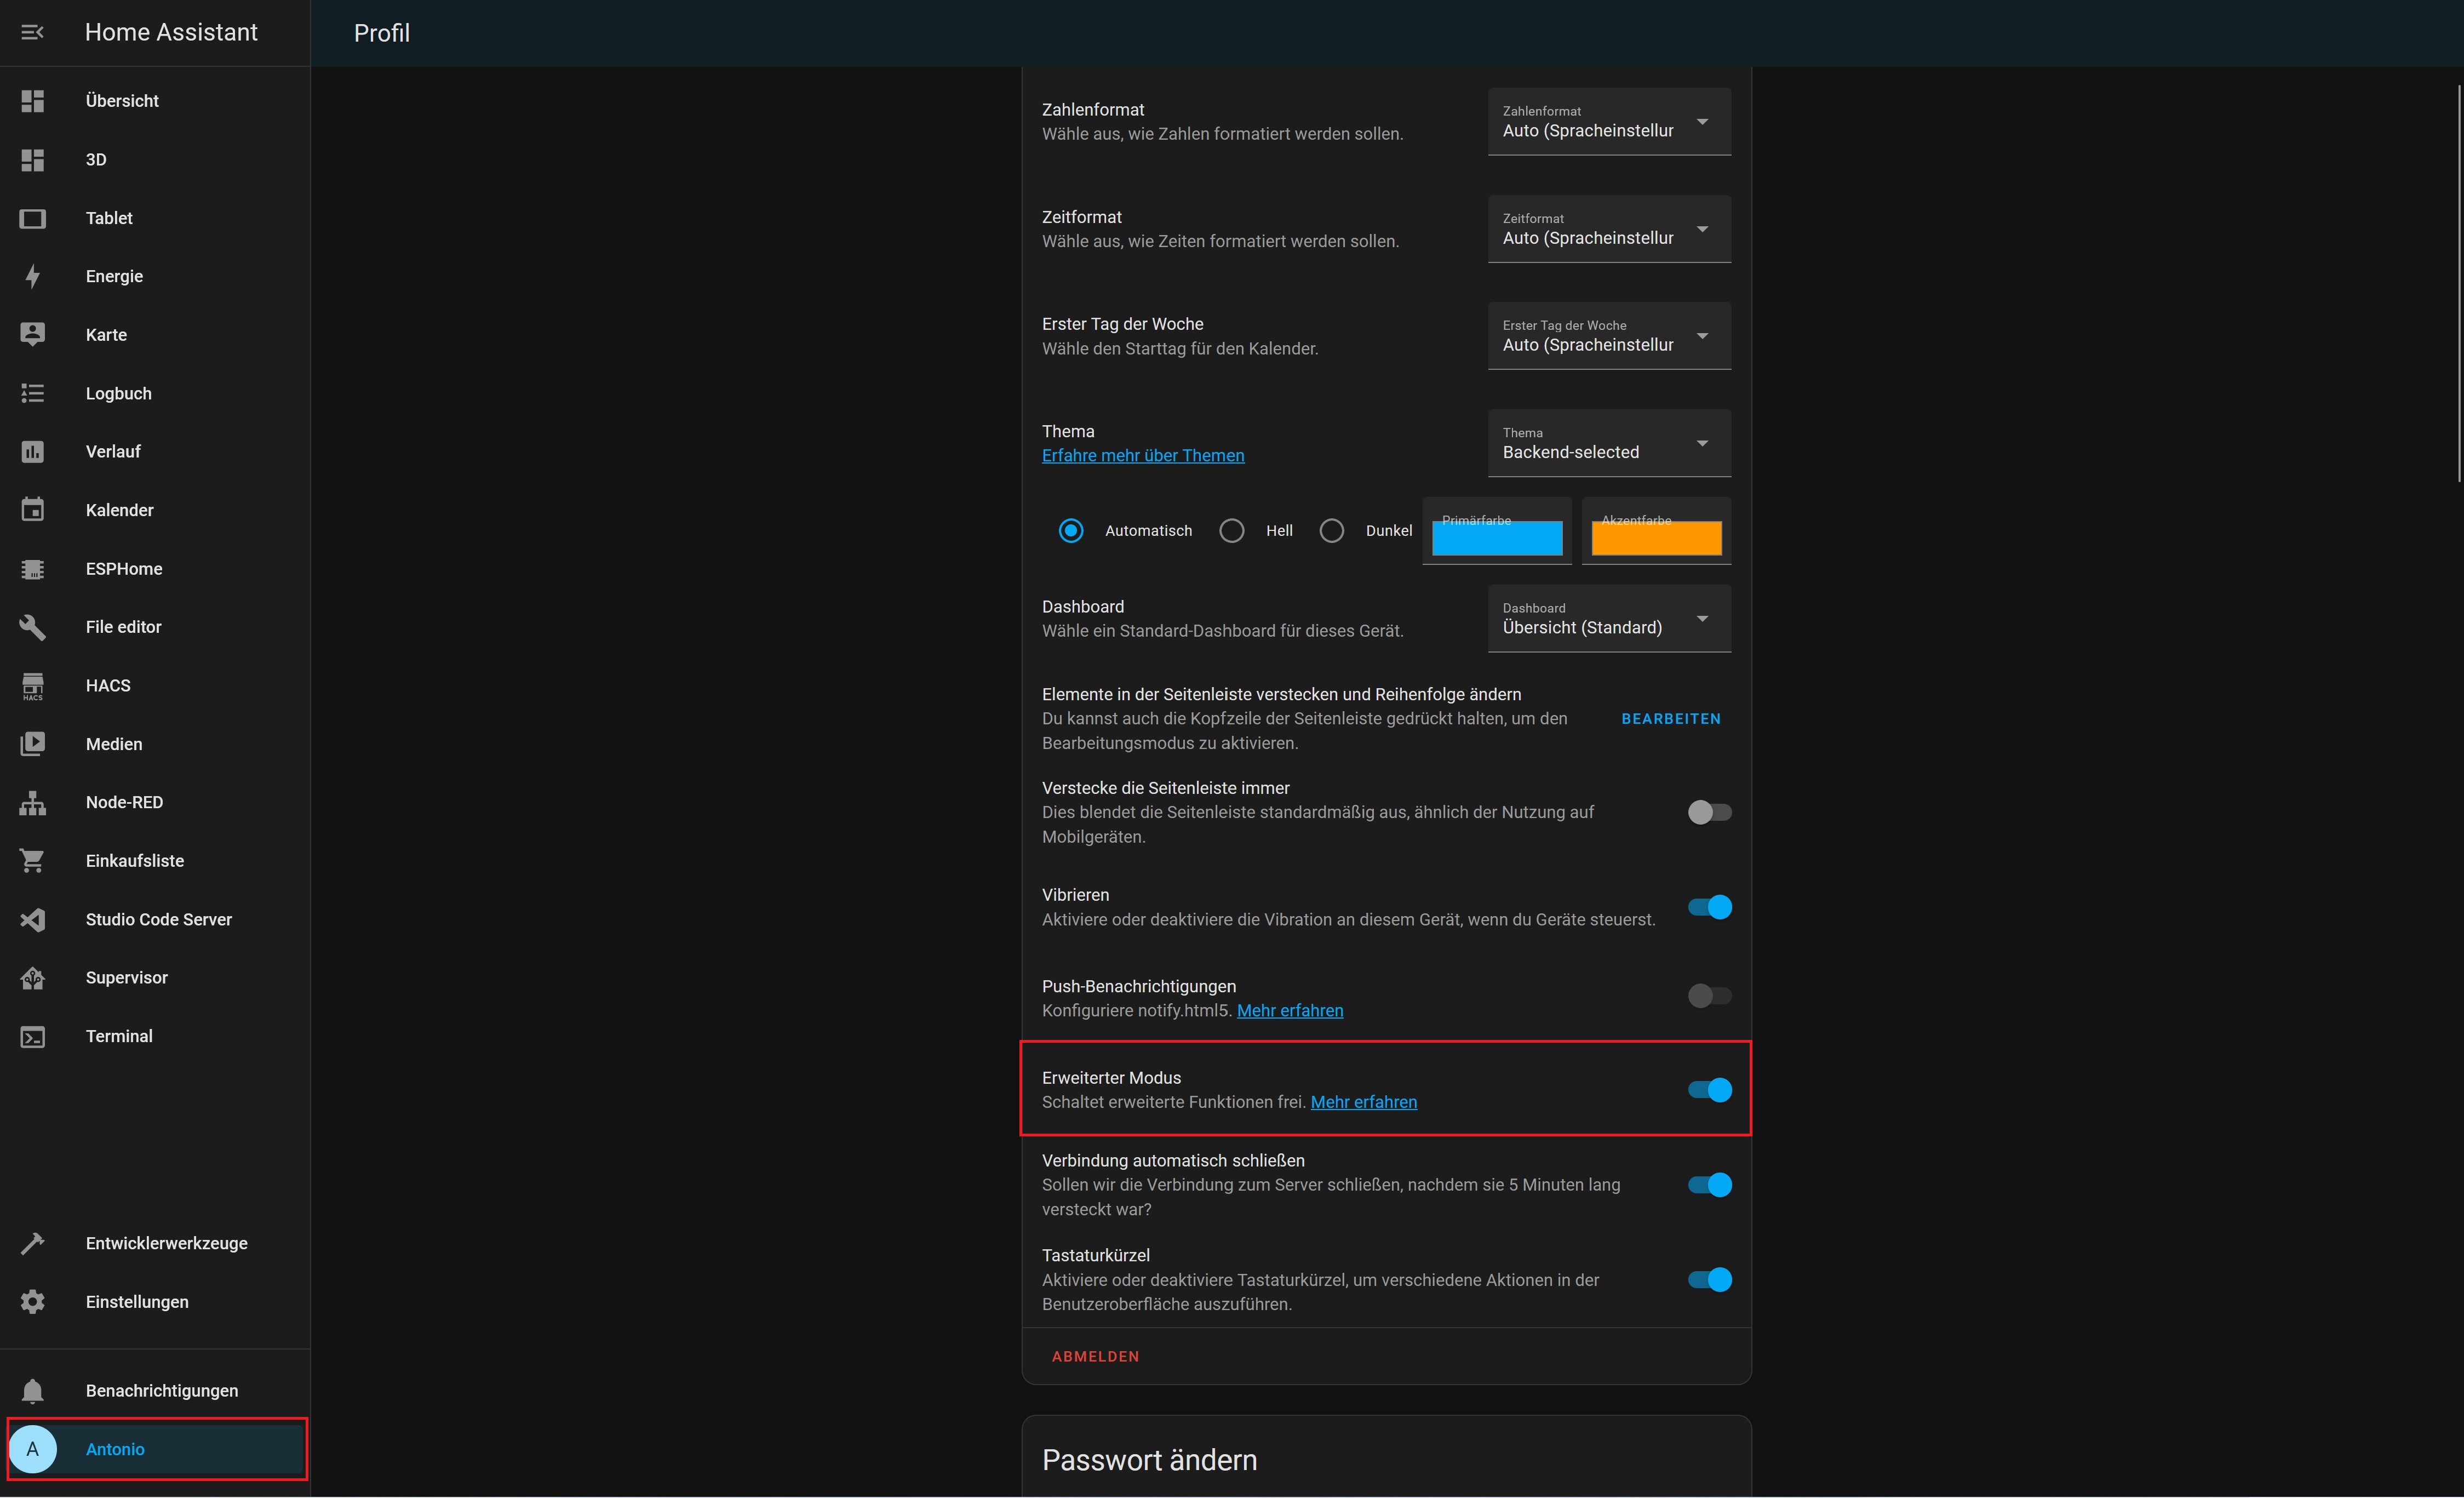 Home Assistant
Übersicht
3D
Tablet
Energie
Karte
Logbuch
Verlauf
Kalender
ESPHome
File editor
HACS
HACS
Medien
Node-RED
Einkaufsliste
Studio Code Server
Supervisor
Terminal
Entwicklerwerkzeuge
Einstellungen
Benachrichtigungen
A
Antonio
Profil
Zahlenformat
Wähle aus, wie Zahlen formatiert werden sollen.
Zahlenformat
Auto (Spracheinstellur
Zeitformat
Wähle aus, wie Zeiten formatiert werden sollen.
Zeitformat
Auto (Spracheinstellur
Erster Tag der Woche
Wähle den Starttag für den Kalender.
Erster Tag der Woche
Auto (Spracheinstellur
Thema
Erfahre mehr über Themen
Thema
Backend-selected
Automatisch
Hell
Dunkel
Primärfarbe
Akzentfarbe
Dashboard
Wähle ein Standard-Dashboard für dieses Gerät.
Dashboard
Übersicht (Standard)
Elemente in der Seitenleiste verstecken und Reihenfolge ändern
Du kannst auch die Kopfzeile der Seitenleiste gedrückt halten, um den
Bearbeitungsmodus zu aktivieren.
BEARBEITEN
Verstecke die Seitenleiste immer
Dies blendet die Seitenleiste standardmäßig aus, ähnlich der Nutzung auf
Mobilgeräten.
Vibrieren
Aktiviere oder deaktiviere die Vibration an diesem Gerät, wenn du Geräte steuerst.
Push-Benachrichtigungen
Konfiguriere notify.html5. Mehr erfahren
Erweiterter Modus
Schaltet erweiterte Funktionen frei. Mehr erfahren
Verbindung automatisch schließen
Sollen wir die Verbindung zum Server schließen, nachdem sie 5 Minuten lang
versteckt war?
Tastaturkürzel
Aktiviere oder deaktiviere Tastaturkürzel, um verschiedene Aktionen in der
Benutzeroberfläche auszuführen.
ABMELDEN
Passwort ändern